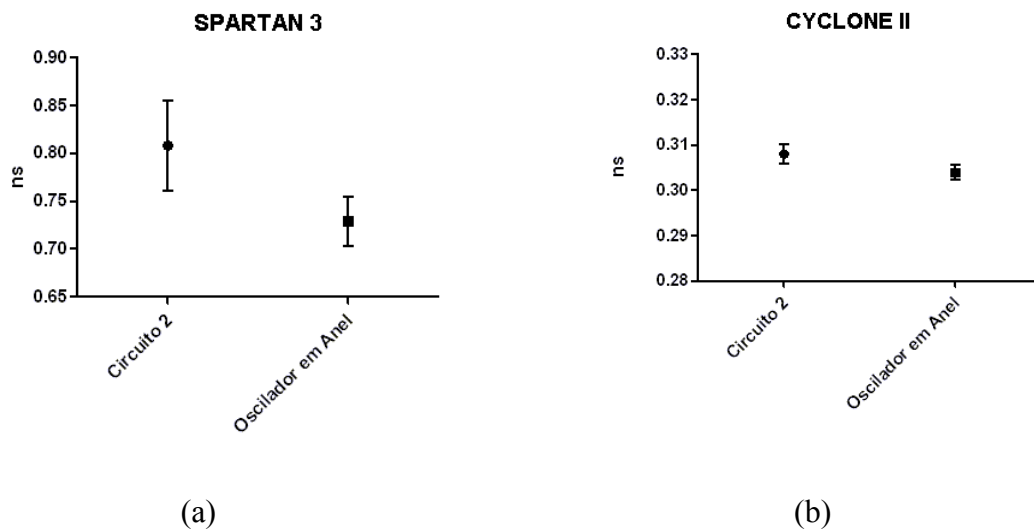 SPARTAN 3
0.90
0.85
0.80
0.75
0.70
0.65
ns
Circuito 2
Oscilador em Anel
(a)
CYCLONE II
0.33
0.32
0.31
0.30
0.29
0.28
ns
Circuito 2
Oscilador em Anel
(b)